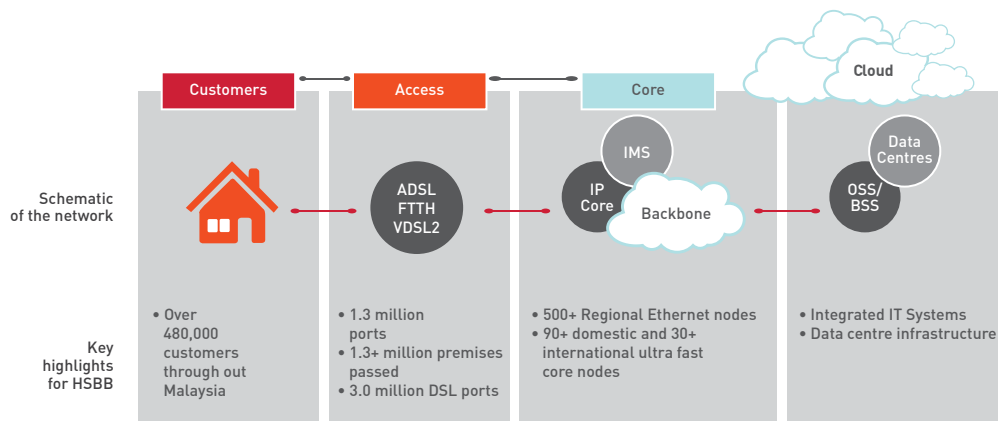 Customers
Access
Core
Cloud
Schematic
of the network
ADSL
FTTH
VDSL2
IMS
IP
Core
Backbone
Data
Centres
OSS/
BSS
Key
highlights
for HSBB
• Over
480,000
customers
through out
Malaysia
• 1.3 million
ports
• 1.3+ million premises
passed
• 3.0 million DSL ports
• 500+ Regional Ethernet nodes
• 90+ domestic and 30+
international ultra fast
core nodes
• Integrated IT Systems
• Data centre infrastructure